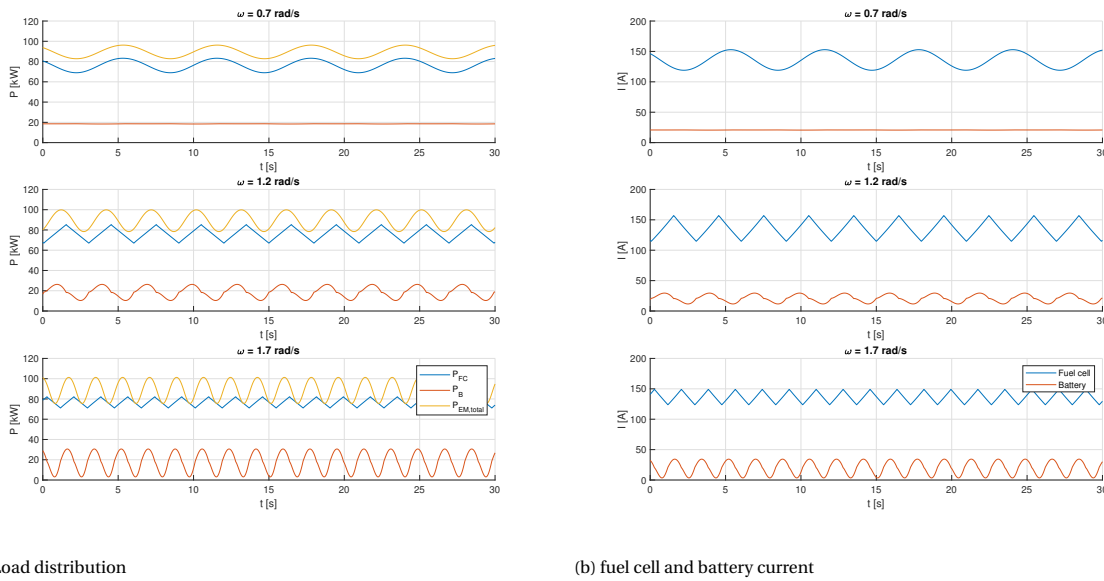 ω = 0.7 rad/s
120
100
80
60
40
20
0
P [kW]
0 5 10 15 20 25 30
t [s]
ω = 1.2 rad/s
120
100
80
60
40
20
0
P [kW]
0 5 10 15 20 25 30
t [s]
ω = 1.7 rad/s
120
100
80
60
40
20
0
P [kW]
P_FC
P_B
P_EM,total
0 5 10 15 20 25 30
t [s]
oad distribution
ω = 0.7 rad/s
200
150
100
50
0
I [A]
0 5 10 15 20 25 30
t [s]
ω = 1.2 rad/s
200
150
100
50
0
I [A]
0 5 10 15 20 25 30
t [s]
ω = 1.7 rad/s
200
150
100
50
0
I [A]
Fuel cell
Battery
0 5 10 15 20 25 30
t [s]
(b) fuel cell and battery current